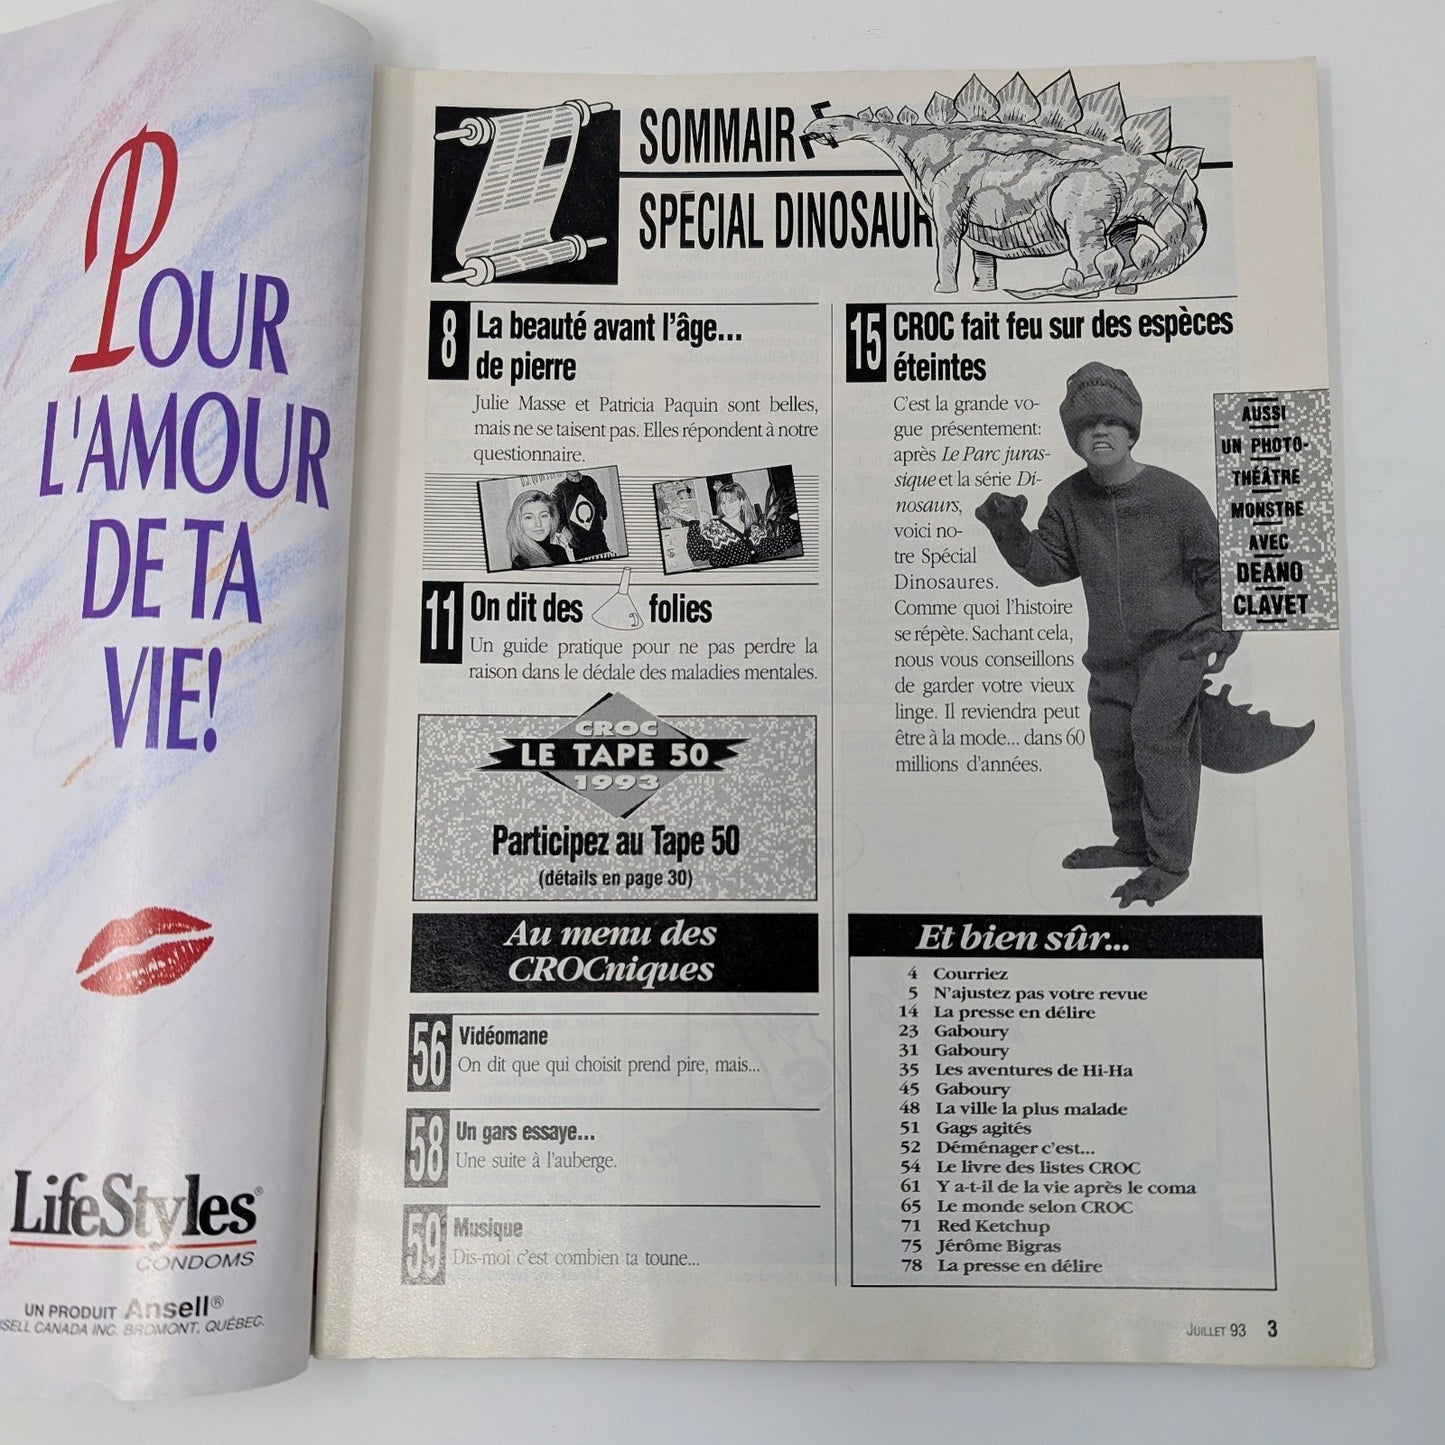 POUR
L'AMOUR
DE TA
VIE!
LifeStyles®
CONDOMS
UN PRODUIT Ansell®
CANADA INC. BROMONT, QUÉBEC.
SOMMAIRE
SPÉCIAL DINOSAUR
8 La beauté avant l'âge...
de pierre
Julie Masse et Patricia Paquin sont belles,
mais ne se taisent pas. Elles répondent à notre
questionnaire.
11 On dit des folies
Un guide pratique pour ne pas perdre la
raison dans le dédale des maladies mentales.
CROC
LE TAPE 50
1993
Participez au Tape 50
(détails en page 30)
Au menu des
CROCniques
56 Vidéomane
On dit que qui choisit prend pire, mais...
58 Un gars essaye...
Une suite à l'auberge.
59 Musique
Dis-moi c'est combien ta toune...
15 CROC fait feu sur des espèces
éteintes
C'est la grande vo-
gue présentement:
après Le Parc juras-
sique et la série Di-
nosaurs,
voici no-
tre Spécial
Dinosaures.
Comme quoi l'histoire
se répète. Sachant cela,
nous vous conseillons
de garder votre vieux
linge. Il reviendra peut
être à la mode... dans 60
millions d'années.
AUSSI
UN PHOTO-
THÉÂTRE
MONSTRE
AVEC
DEANO
CLAVET
Et bien sûr...
4 Courriez
5 N'ajustez pas votre revue
14 La presse en délire
23 Gaboury
31 Gaboury
35 Les aventures de Hi-Ha
45 Gaboury
48 La ville la plus malade
51 Gags agités
52 Déménager c'est...
54 Le livre des listes CROC
61 Y a-t-il de la vie après le coma
65 Le monde selon CROC
71 Red Ketchup
75 Jérôme Bigras
78 La presse en délire
JUILLET 93 3